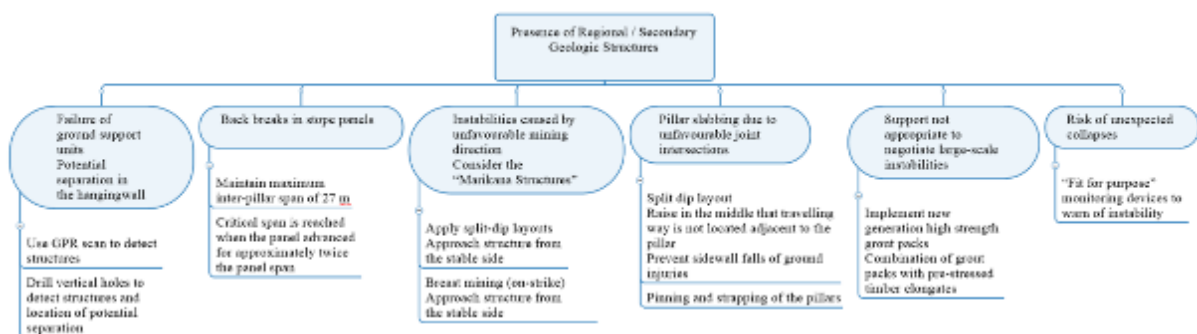 Presence of Regional / Secondary
Geologic Structures
Failure of
ground support
units
Potential
separation in
the hangingwall
Use GPR scan to detect
structures
Drill vertical holes to
detect structures and
location of potential
separation
Back breaks in stope panels
Maintain maximum
inter-pillar span of 27 m
Critical span is reached
when the panel advanced
for approximately twice
the panel span
Instabilities caused by
unfavourable mining
direction
Consider the
"Marikana Structures"
Apply split-dip layouts
Approach structure from
the stable side
Breast mining (on-strike)
Approach structure from
the stable side
Pillar slabbing due to
unfavourable joint
intersections
Split dip layout
Raise in the middle that travelling
way is not located adjacent to the
pillar
Prevent sidewall falls of ground
injuries
Pinning and strapping of the pillars
Support not
appropriate to
negotiate large-scale
instabilities
Implement new
generation high strength
grout packs
Combination of grout
packs with pre-stressed
timber elongates
Risk of unexpected
collapses
"Fit for purpose"
monitoring devices to
warn of instability